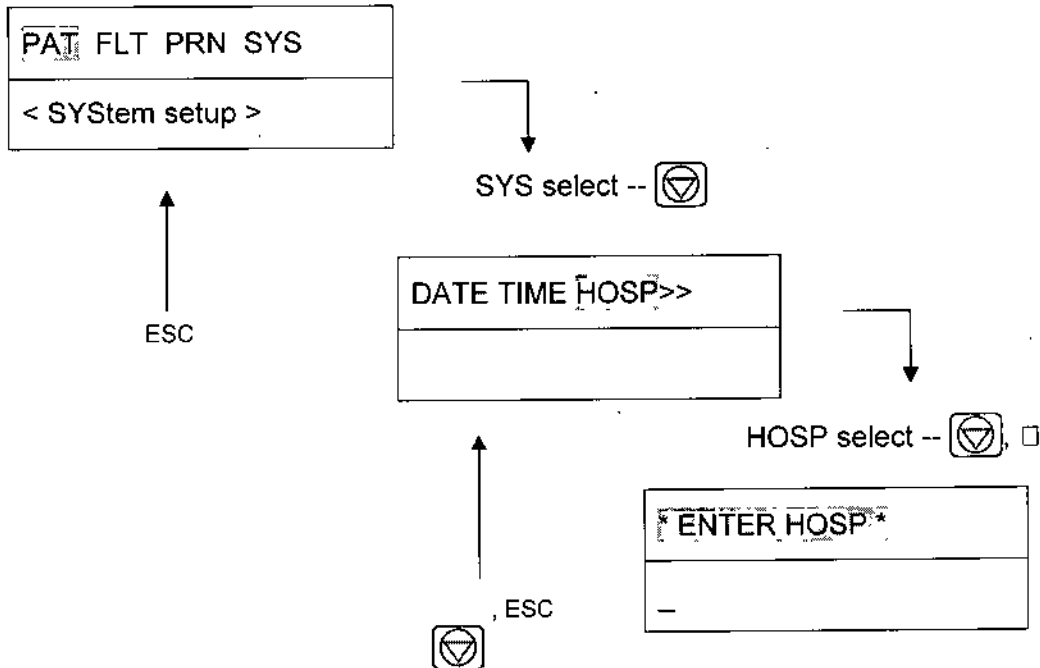 PAT FLT PRN SYS
< SYStem setup >
SYS select --
ESC
DATE TIME HOSP>>
HOSP select -- ,
* ENTER HOSP *
_
, ESC